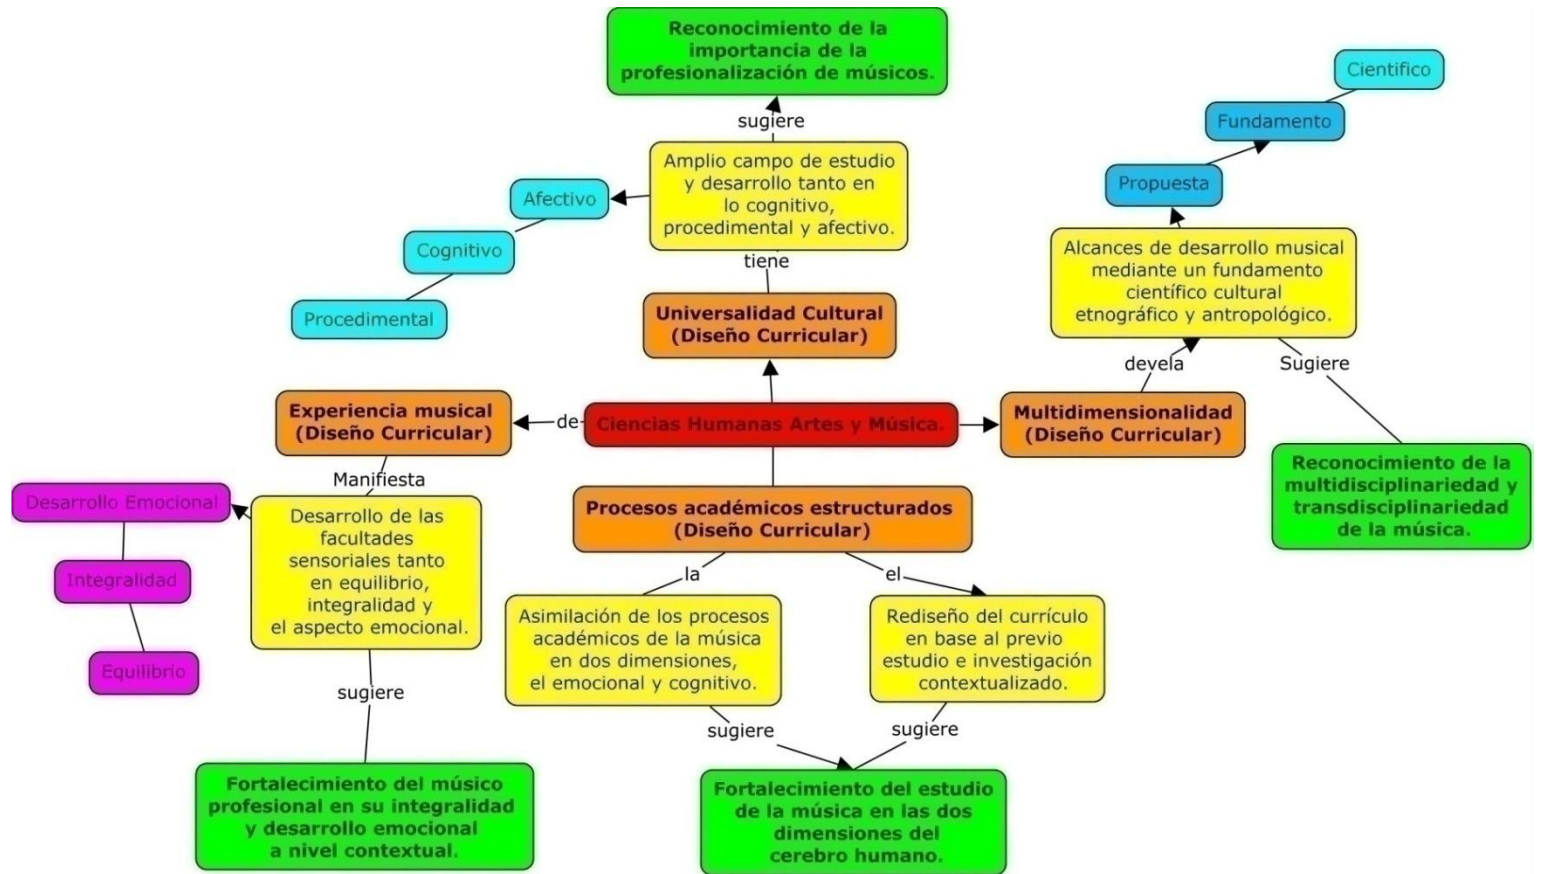 Reconocimiento de la
importancia de la
profesionalización de músicos.
sugiere
Amplio campo de estudio
y desarrollo tanto en
lo cognitivo,
procedimental y afectivo.
Afectivo
Cognitivo
Procedimental
tiene
Universalidad Cultural
(Diseño Curricular)
Cientifico
Fundamento
Propuesta
Alcances de desarrollo musical
mediante un fundamento
científico cultural
etnográfico y antropológico.
devela
Sugiere
Experiencia musical
(Diseño Curricular)
de
Ciencias Humanas Artes y Música.
Multidimensionalidad
(Diseño Curricular)
Reconocimiento de la
multidisciplinariedad y
transdisciplinariedad
de la música.
Manifiesta
Desarrollo Emocional
Integralidad
Equilibrio
Desarrollo de las
facultades
sensoriales tanto
en equilibrio,
integralidad y
el aspecto emocional.
sugiere
Fortalecimiento del músico
profesional en su integralidad
y desarrollo emocional
a nivel contextual.
Procesos académicos estructurados
(Diseño Curricular)
la
el
Asimilación de los procesos
académicos de la música
en dos dimensiones,
el emocional y cognitivo.
Rediseño del currículo
en base al previo
estudio e investigación
contextualizado.
sugiere
sugiere
Fortalecimiento del estudio
de la música en las dos
dimensiones del
cerebro humano.